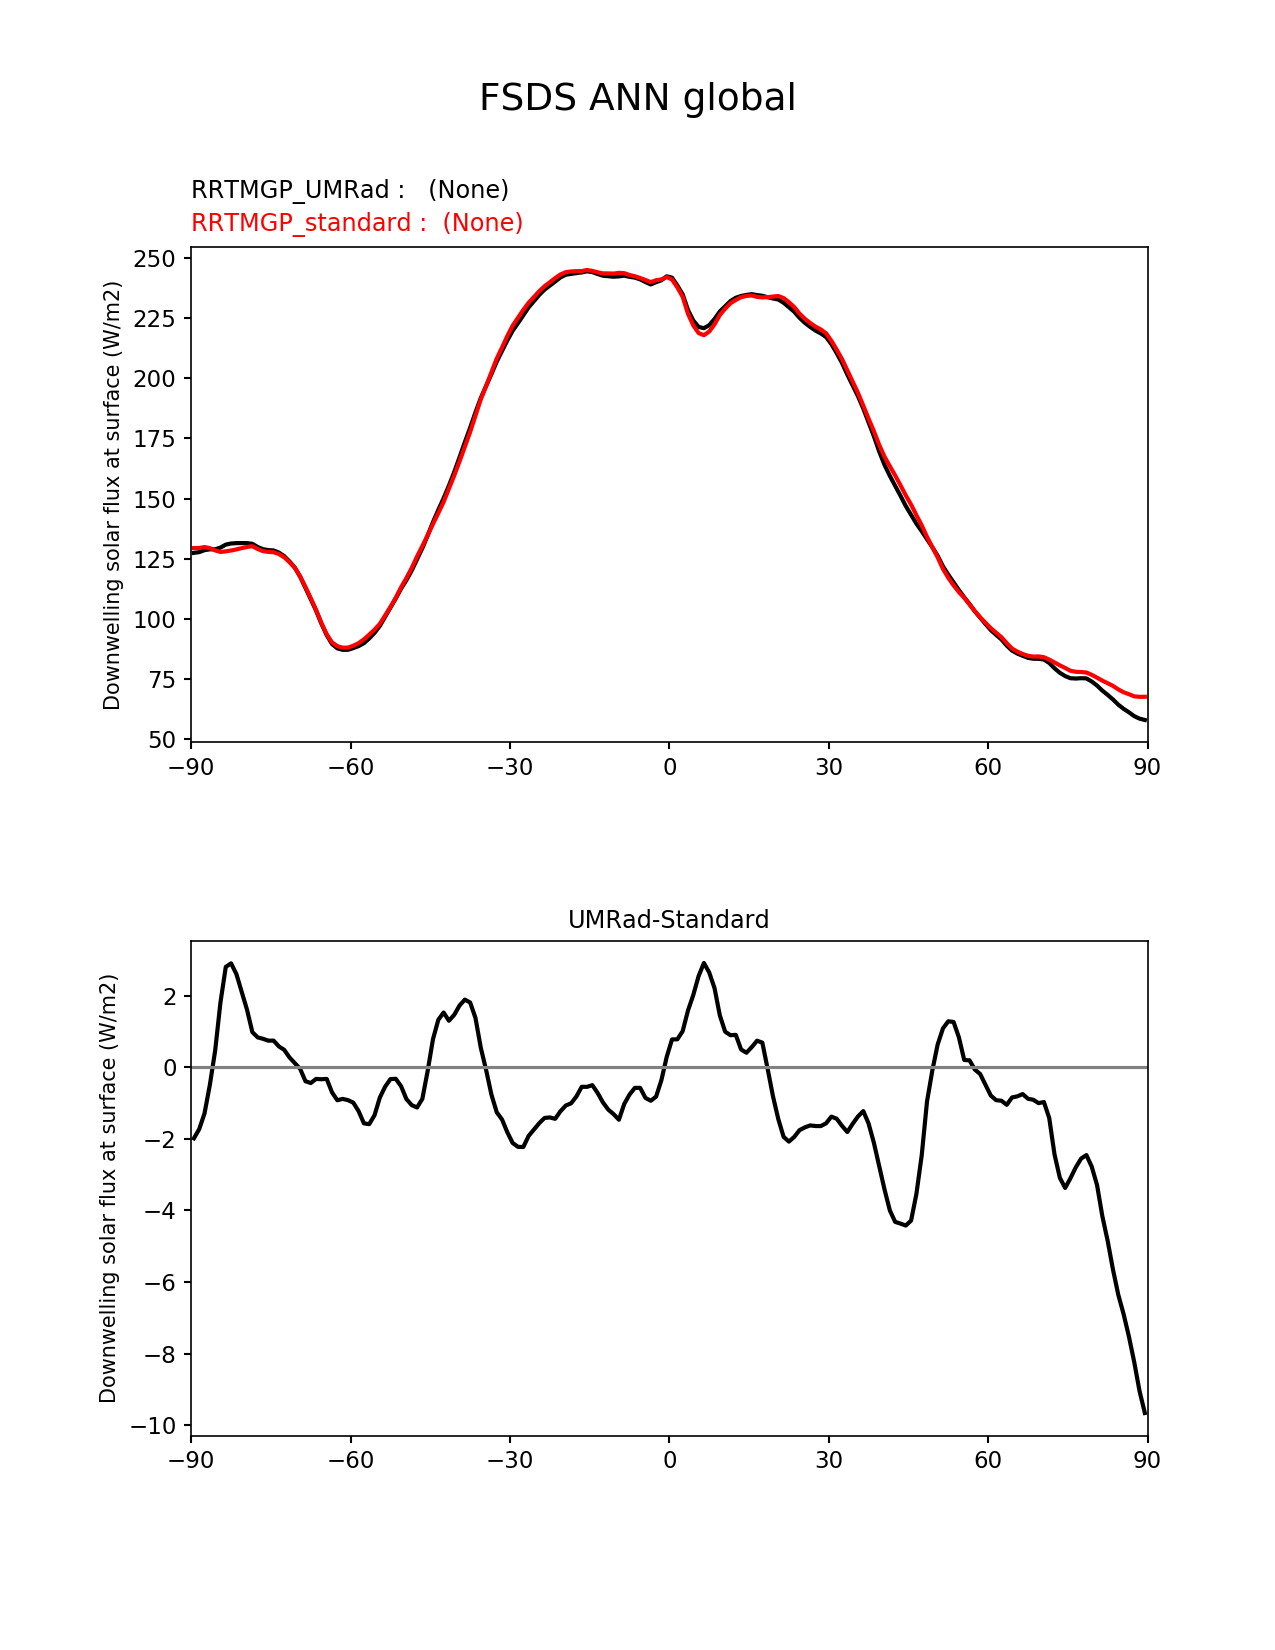 FSDS ANN global
RRTMGP_UMRad :   (None)
RRTMGP_standard :  (None)
Downwelling solar flux at surface (W/m2)
250
225
200
175
150
125
100
75
50
−90 −60 −30 0 30 60 90
UMRad-Standard
Downwelling solar flux at surface (W/m2)
2
0
−2
−4
−6
−8
−10
−90 −60 −30 0 30 60 90